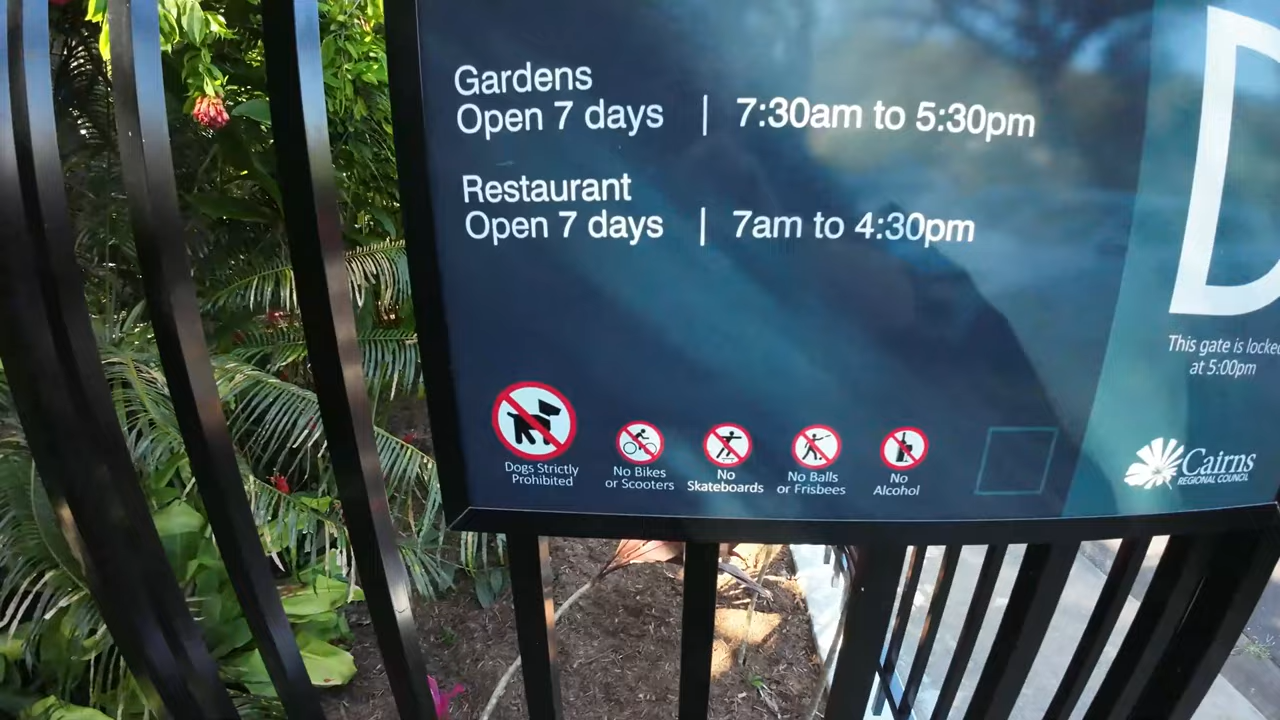 Gardens
Open 7 days | 7:30am to 5:30pm
Restaurant
Open 7 days | 7am to 4:30pm
D
This gate is locked
at 5:00pm
Dogs Strictly
Prohibited
No Bikes
or Scooters
No
Skateboards
No Balls
or Frisbees
No
Alcohol
Cairns
REGIONAL COUNCIL